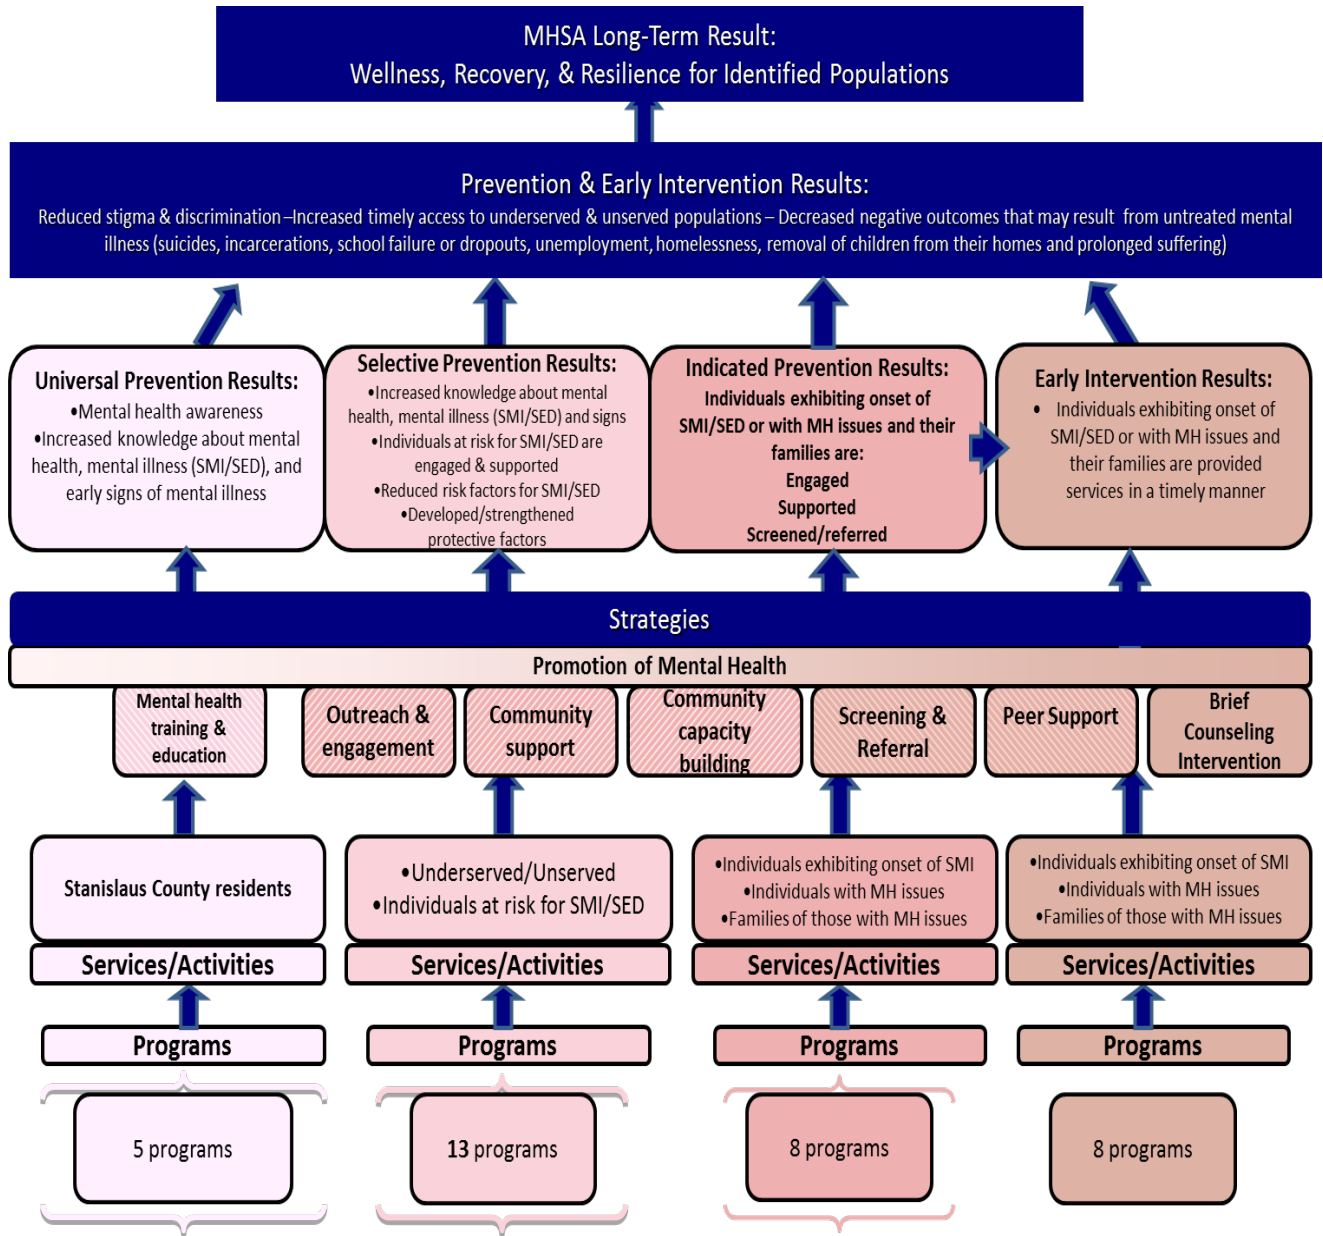 MHSA Long-Term Result:
Wellness, Recovery, & Resilience for Identified Populations
Prevention & Early Intervention Results:
Reduced stigma & discrimination –Increased timely access to underserved & unserved populations – Decreased negative outcomes that may result from untreated mental
illness (suicides, incarcerations, school failure or dropouts, unemployment, homelessness, removal of children from their homes and prolonged suffering)
Universal Prevention Results:
•Mental health awareness
•Increased knowledge about mental
health, mental illness (SMI/SED), and
early signs of mental illness
Selective Prevention Results:
•Increased knowledge about mental
health, mental illness (SMI/SED) and signs
•Individuals at risk for SMI/SED are
engaged & supported
•Reduced risk factors for SMI/SED
•Developed/strengthened
protective factors
Indicated Prevention Results:
Individuals exhibiting onset of
SMI/SED or with MH issues and their
families are:
Engaged
Supported
Screened/referred
Early Intervention Results:
• Individuals exhibiting onset of
SMI/SED or with MH issues and
their families are provided
services in a timely manner
Strategies
Promotion of Mental Health
Mental health
training &
education
Outreach &
engagement
Community
support
Community
capacity
building
Screening &
Referral
Peer Support
Brief
Counseling
Intervention
Stanislaus County residents
•Underserved/Unserved
•Individuals at risk for SMI/SED
•Individuals exhibiting onset of SMI
•Individuals with MH issues
•Families of those with MH issues
•Individuals exhibiting onset of SMI
•Individuals with MH issues
•Families of those with MH issues
Services/Activities
Services/Activities
Services/Activities
Services/Activities
Programs
Programs
Programs
Programs
5 programs
13 programs
8 programs
8 programs